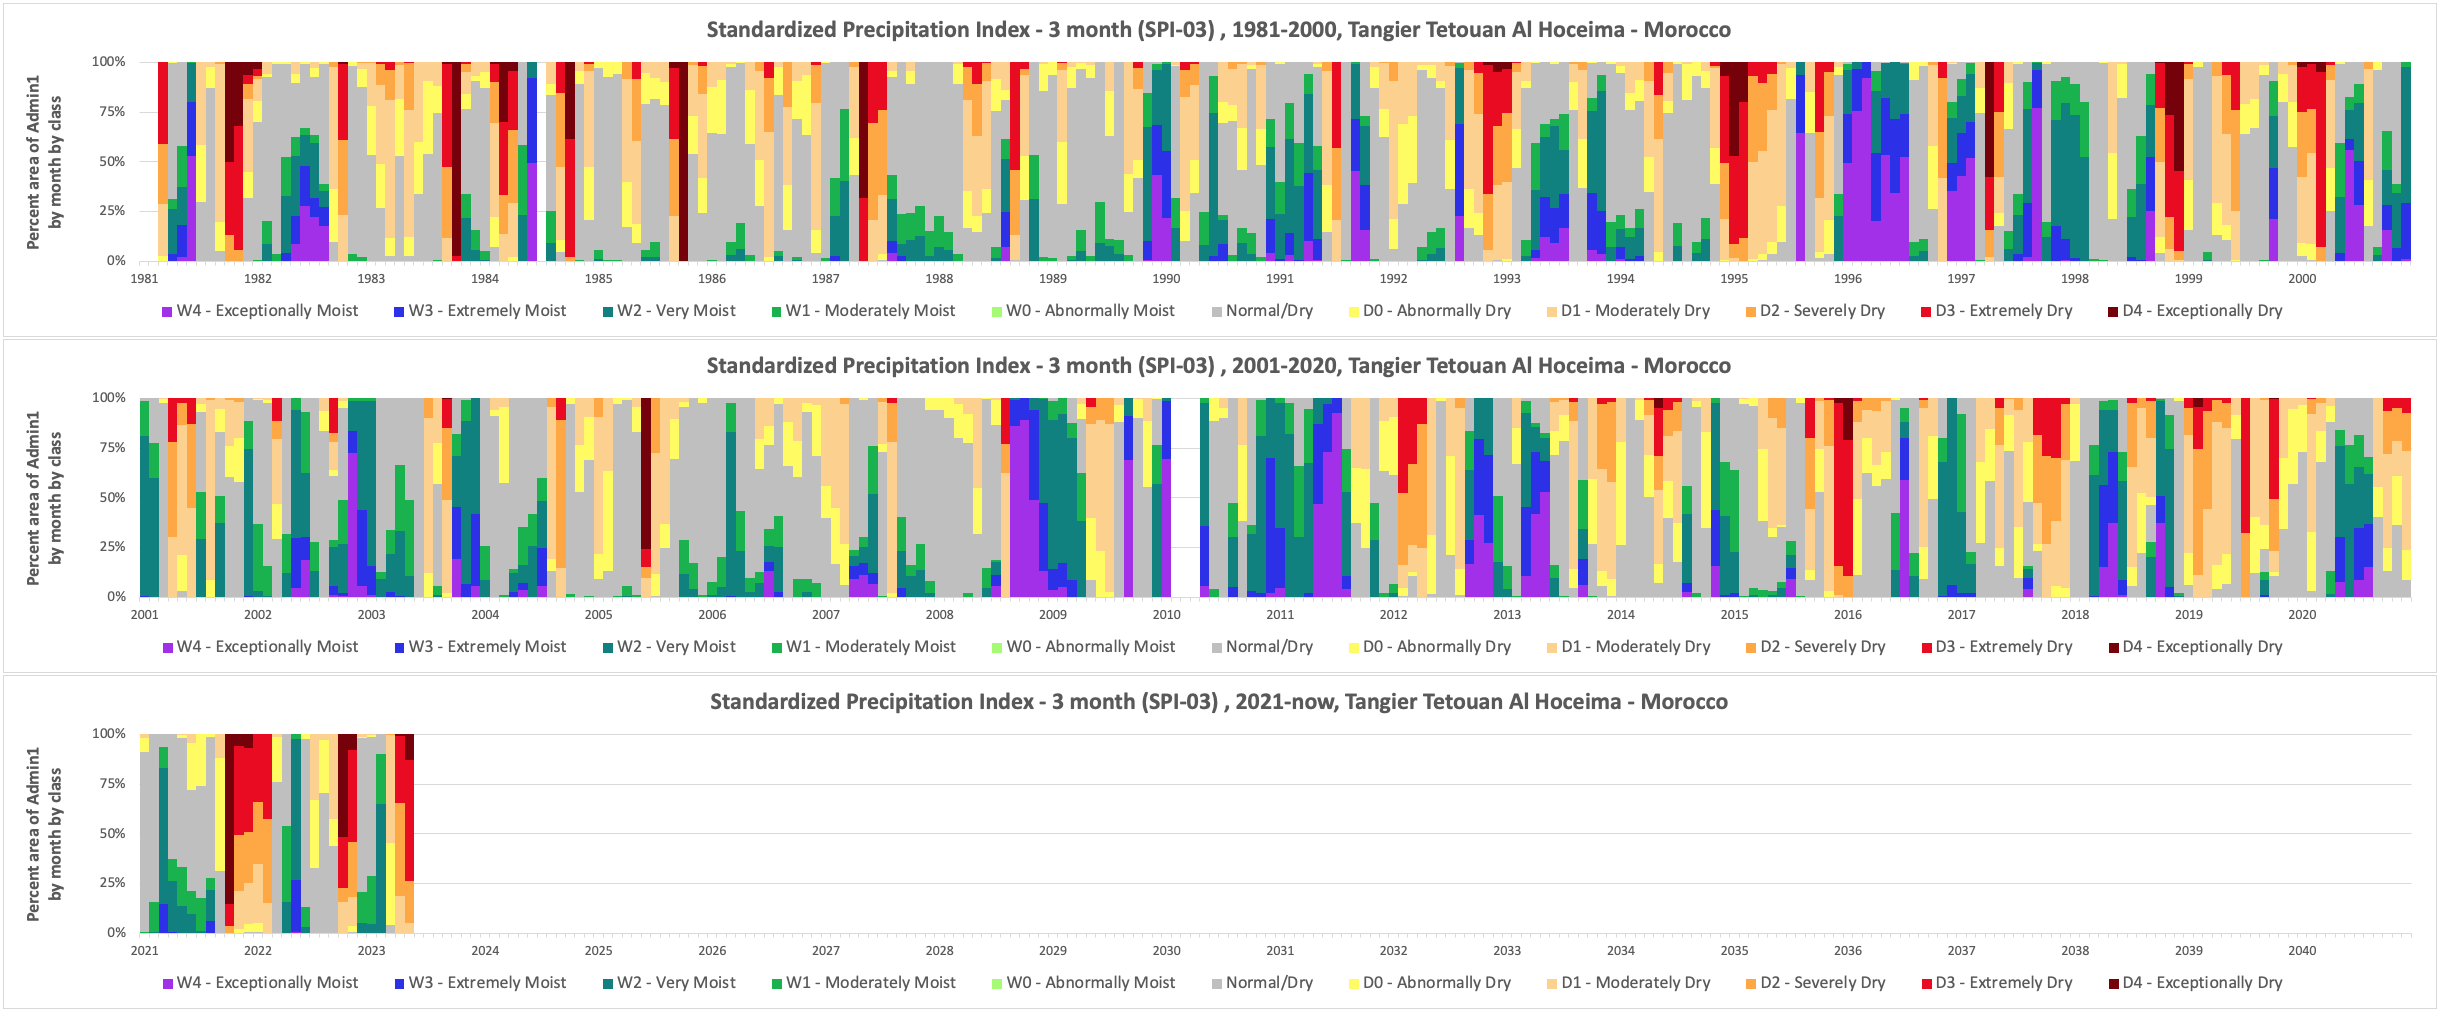 Standardized Precipitation Index - 3 month (SPI-03) , 1981-2000, Tangier Tetouan Al Hoceima - Morocco
Percent area of Admin1
by month by class
100%
75%
50%
25%
0%
1981 1982 1983 1984 1985 1986 1987 1988 1989 1990 1991 1992 1993 1994 1995 1996 1997 1998 1999 2000
W4 - Exceptionally Moist W3 - Extremely Moist W2 - Very Moist W1 - Moderately Moist W0 - Abnormally Moist Normal/Dry D0 - Abnormally Dry D1 - Moderately Dry D2 - Severely Dry D3 - Extremely Dry D4 - Exceptionally Dry
Standardized Precipitation Index - 3 month (SPI-03) , 2001-2020, Tangier Tetouan Al Hoceima - Morocco
Percent area of Admin1
by month by class
100%
75%
50%
25%
0%
2001 2002 2003 2004 2005 2006 2007 2008 2009 2010 2011 2012 2013 2014 2015 2016 2017 2018 2019 2020
W4 - Exceptionally Moist W3 - Extremely Moist W2 - Very Moist W1 - Moderately Moist W0 - Abnormally Moist Normal/Dry D0 - Abnormally Dry D1 - Moderately Dry D2 - Severely Dry D3 - Extremely Dry D4 - Exceptionally Dry
Standardized Precipitation Index - 3 month (SPI-03) , 2021-now, Tangier Tetouan Al Hoceima - Morocco
Percent area of Admin1
by month by class
100%
75%
50%
25%
0%
2021 2022 2023 2024 2025 2026 2027 2028 2029 2030 2031 2032 2033 2034 2035 2036 2037 2038 2039 2040
W4 - Exceptionally Moist W3 - Extremely Moist W2 - Very Moist W1 - Moderately Moist W0 - Abnormally Moist Normal/Dry D0 - Abnormally Dry D1 - Moderately Dry D2 - Severely Dry D3 - Extremely Dry D4 - Exceptionally Dry